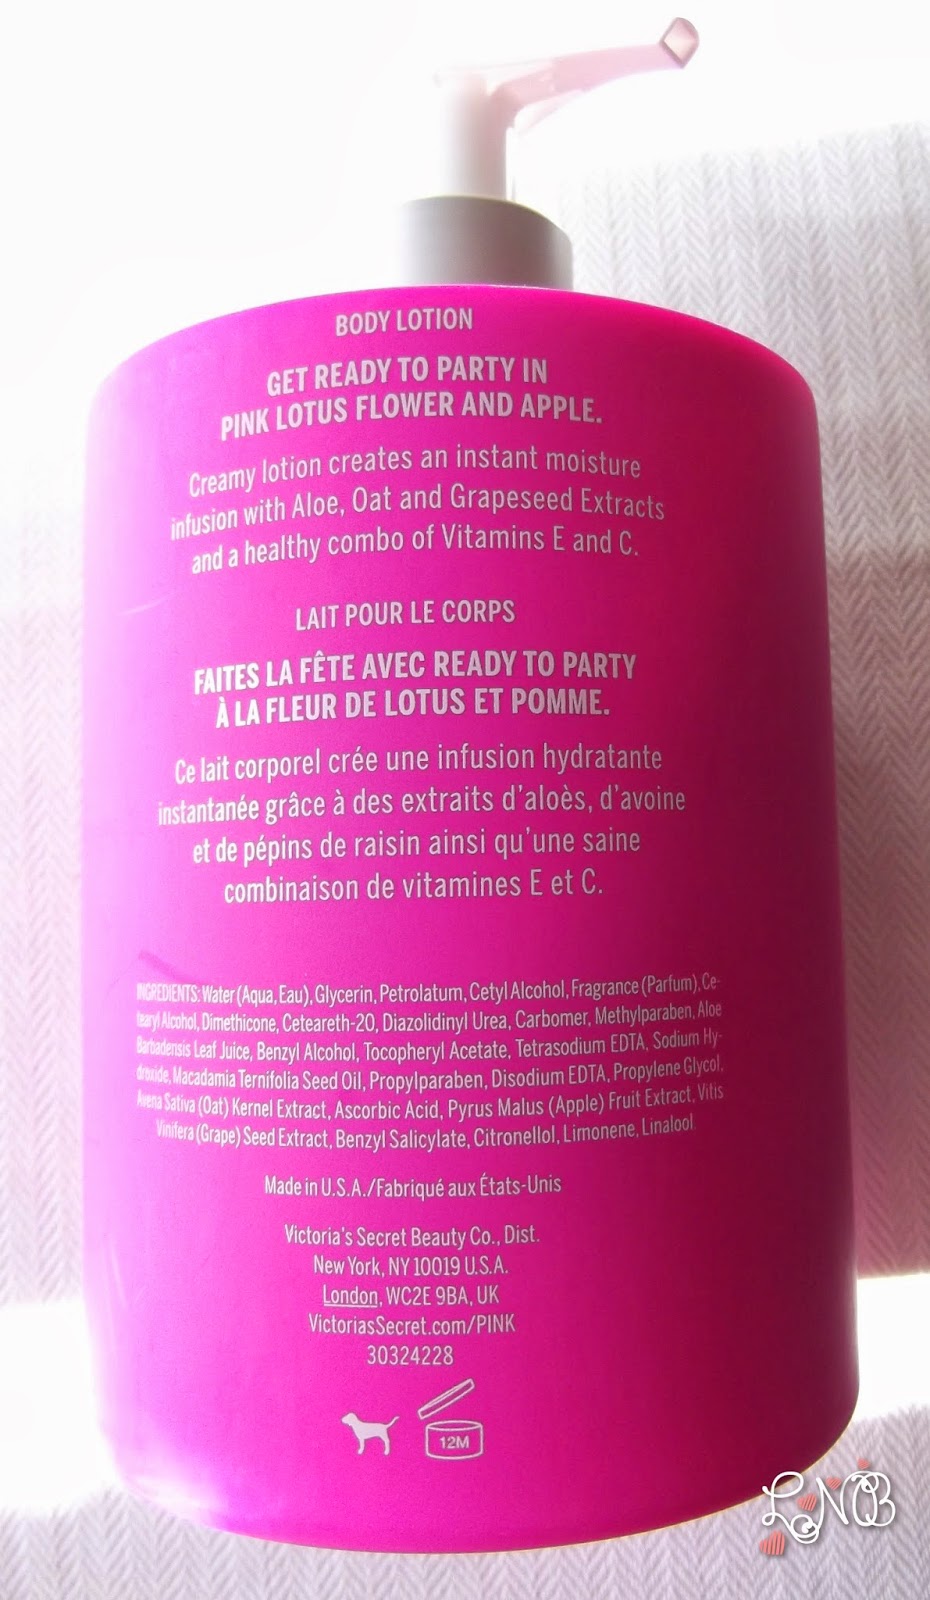 BODY LOTION
GET READY TO PARTY IN
PINK LOTUS FLOWER AND APPLE.
Creamy lotion creates an instant moisture
infusion with Aloe, Oat and Grapeseed Extracts
and a healthy combo of Vitamins E and C.
LAIT POUR LE CORPS
FAITES LA FÊTE AVEC READY TO PARTY
À LA FLEUR DE LOTUS ET POMME.
Ce lait corporel crée une infusion hydratante
instantanée grâce à des extraits d'aloès, d'avoine
et de pépins de raisin ainsi qu'une saine
combinaison de vitamines E et C.
INGREDIENTS: Water (Aqua, Eau), Glycerin, Petrolatum, Cetyl Alcohol, Fragrance (Parfum), Ce-
tearyl Alcohol, Dimethicone, Ceteareth-20, Diazolidinyl Urea, Carbomer, Methylparaben, Aloe
Barbadensis Leaf Juice, Benzyl Alcohol, Tocopheryl Acetate, Tetrasodium EDTA, Sodium Hy-
droxide, Macadamia Ternifolia Seed Oil, Propylparaben, Disodium EDTA, Propylene Glycol,
Avena Sativa (Oat) Kernel Extract, Ascorbic Acid, Pyrus Malus (Apple) Fruit Extract, Vitis
Vinifera (Grape) Seed Extract, Benzyl Salicylate, Citronellol, Limonene, Linalool
Made in U.S.A./Fabriqué aux États-Unis
Victoria's Secret Beauty Co., Dist.
New York, NY 10019 U.S.A.
London, WC2E 9BA, UK
VictoriasSecret.com/PINK
30324228
12M
LNB